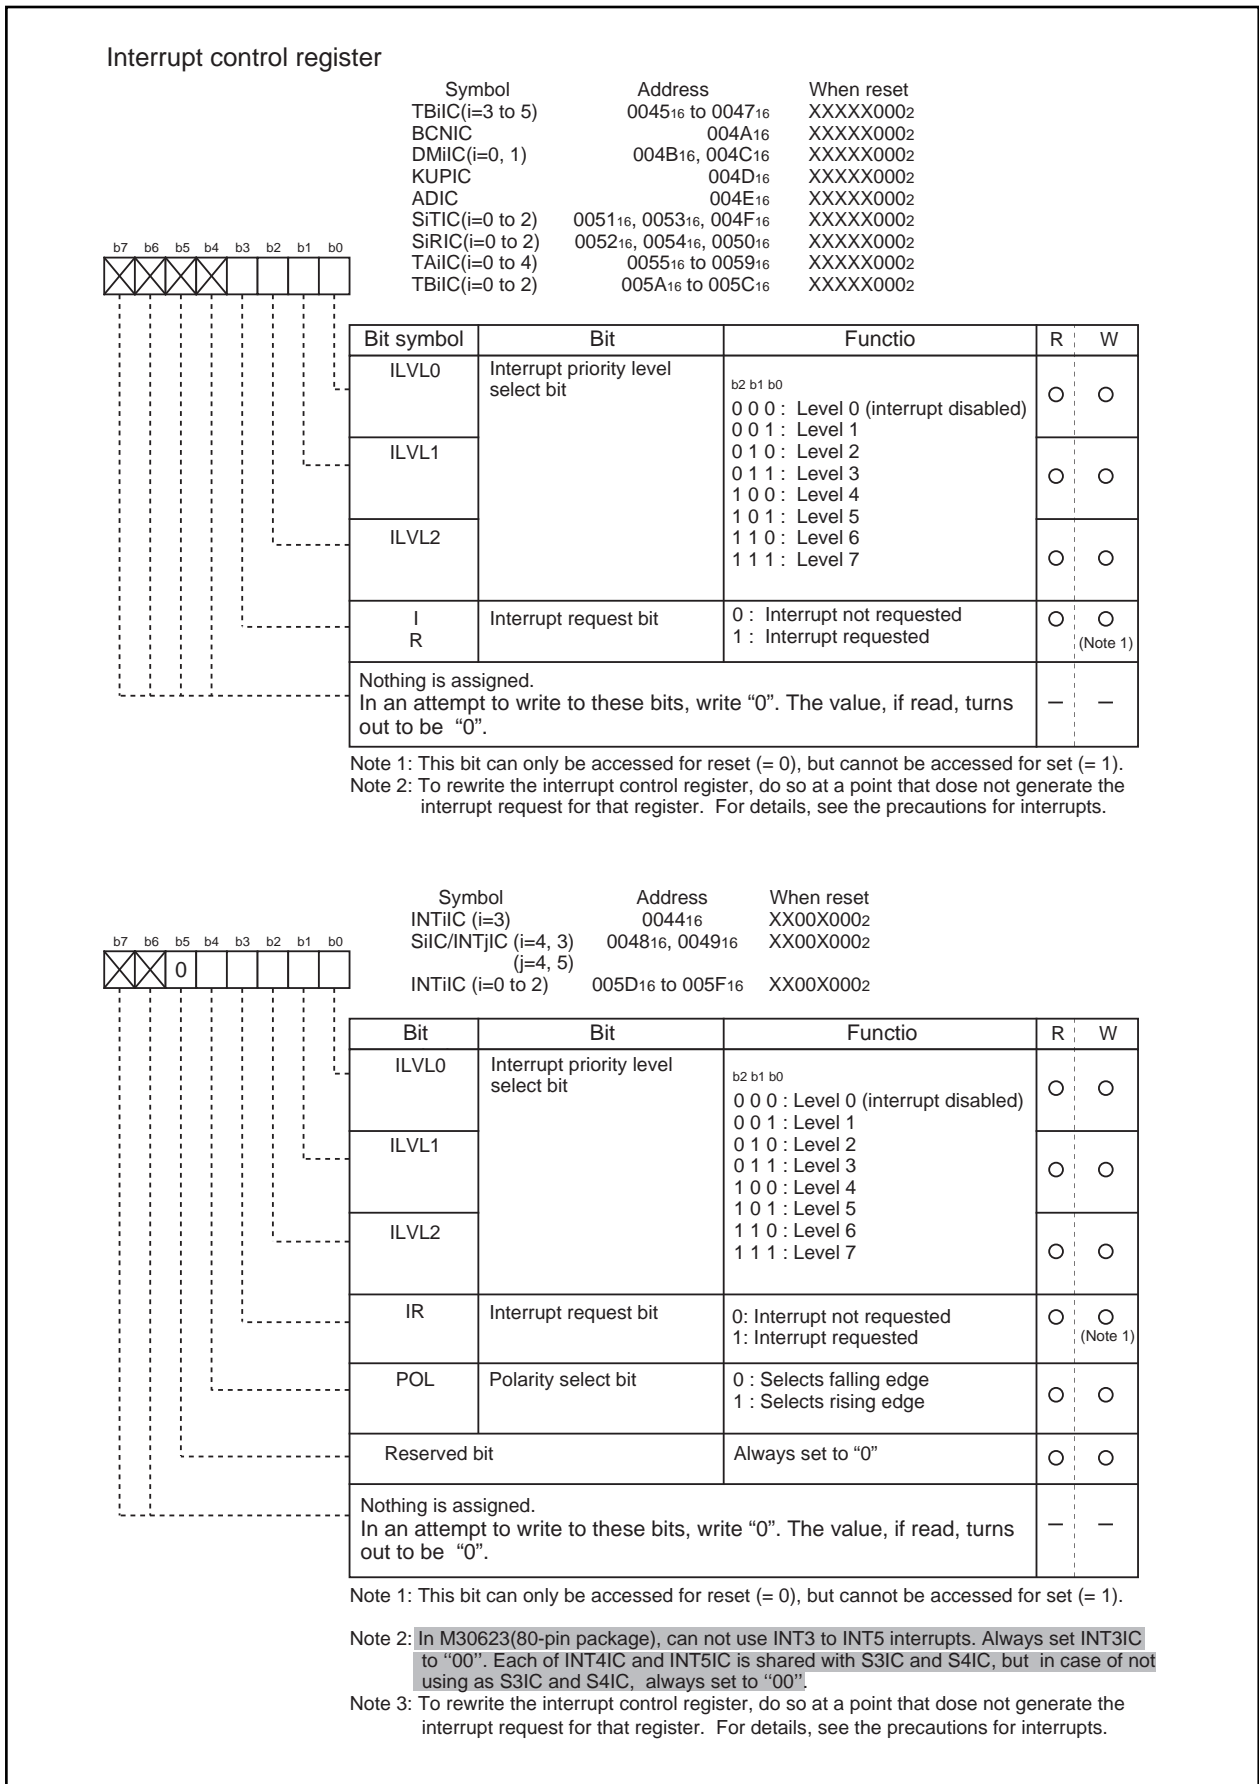 Interrupt control register
Symbol Address When reset
TBiIC(i=3 to 5) 004516 to 004716 XXXXX0002
BCNIC 004A16 XXXXX0002
DMiIC(i=0, 1) 004B16, 004C16 XXXXX0002
KUPIC 004D16 XXXXX0002
ADIC 004E16 XXXXX0002
SiTIC(i=0 to 2) 005116, 005316, 004F16 XXXXX0002
SiRIC(i=0 to 2) 005216, 005416, 005016 XXXXX0002
TAiIC(i=0 to 4) 005516 to 005916 XXXXX0002
TBiIC(i=0 to 2) 005A16 to 005C16 XXXXX0002
b7 b6 b5 b4 b3 b2 b1 b0
Bit symbol Bit Functio R W
ILVL0 Interrupt priority level
select bit
b2 b1 b0
0 0 0 : Level 0 (interrupt disabled)
0 0 1 : Level 1
ILVL1 0 1 0 : Level 2
0 1 1 : Level 3
1 0 0 : Level 4
1 0 1 : Level 5
ILVL2 1 1 0 : Level 6
1 1 1 : Level 7
I Interrupt request bit 0 : Interrupt not requested
R 1 : Interrupt requested (Note 1)
Nothing is assigned.
In an attempt to write to these bits, write “0”. The value, if read, turns
out to be “0”.
Note 1: This bit can only be accessed for reset (= 0), but cannot be accessed for set (= 1).
Note 2: To rewrite the interrupt control register, do so at a point that dose not generate the
interrupt request for that register. For details, see the precautions for interrupts.
Symbol Address When reset
INTiIC (i=3) 004416 XX00X0002
SiIC/INTjIC (i=4, 3) 004816, 004916 XX00X0002
(j=4, 5)
INTiIC (i=0 to 2) 005D16 to 005F16 XX00X0002
b7 b6 b5 b4 b3 b2 b1 b0
0
Bit Bit Functio R W
ILVL0 Interrupt priority level
select bit
b2 b1 b0
0 0 0 : Level 0 (interrupt disabled)
0 0 1 : Level 1
ILVL1 0 1 0 : Level 2
0 1 1 : Level 3
1 0 0 : Level 4
1 0 1 : Level 5
ILVL2 1 1 0 : Level 6
1 1 1 : Level 7
IR Interrupt request bit 0: Interrupt not requested
1: Interrupt requested (Note 1)
POL Polarity select bit 0 : Selects falling edge
1 : Selects rising edge
Reserved bit Always set to “0”
Nothing is assigned.
In an attempt to write to these bits, write “0”. The value, if read, turns
out to be “0”.
Note 1: This bit can only be accessed for reset (= 0), but cannot be accessed for set (= 1).
Note 2: In M30623(80-pin package), can not use INT3 to INT5 interrupts. Always set INT3IC
to ‘‘00’’. Each of INT4IC and INT5IC is shared with S3IC and S4IC, but in case of not
using as S3IC and S4IC, always set to ‘‘00’’.
Note 3: To rewrite the interrupt control register, do so at a point that dose not generate the
interrupt request for that register. For details, see the precautions for interrupts.